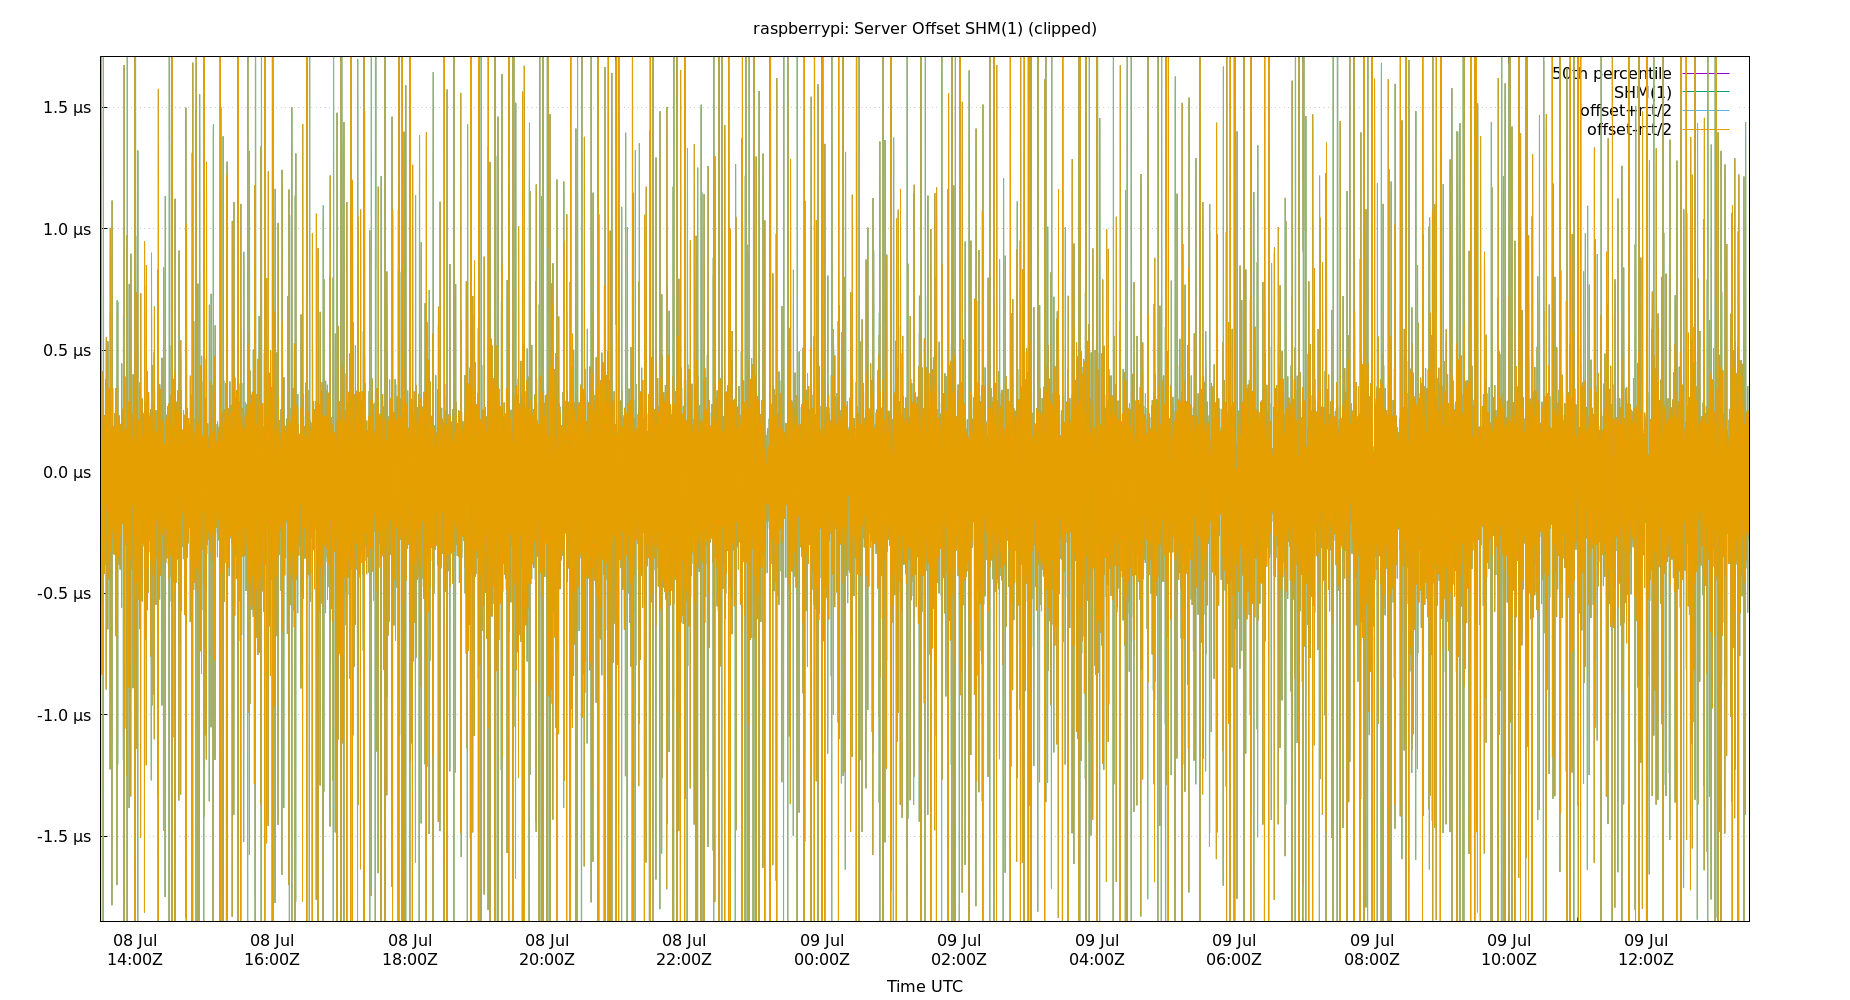 raspberrypi: Server Offset SHM(1) (clipped)
50th percentile
SHM(1)
offset+rtt/2
offset-rtt/2
1.5 µs
1.0 µs
0.5 µs
0.0 µs
-0.5 µs
-1.0 µs
-1.5 µs
08 Jul 08 Jul 08 Jul 08 Jul 08 Jul 09 Jul 09 Jul 09 Jul 09 Jul 09 Jul 09 Jul 09 Jul
14:00Z 16:00Z 18:00Z 20:00Z 22:00Z 00:00Z 02:00Z 04:00Z 06:00Z 08:00Z 10:00Z 12:00Z
Time UTC